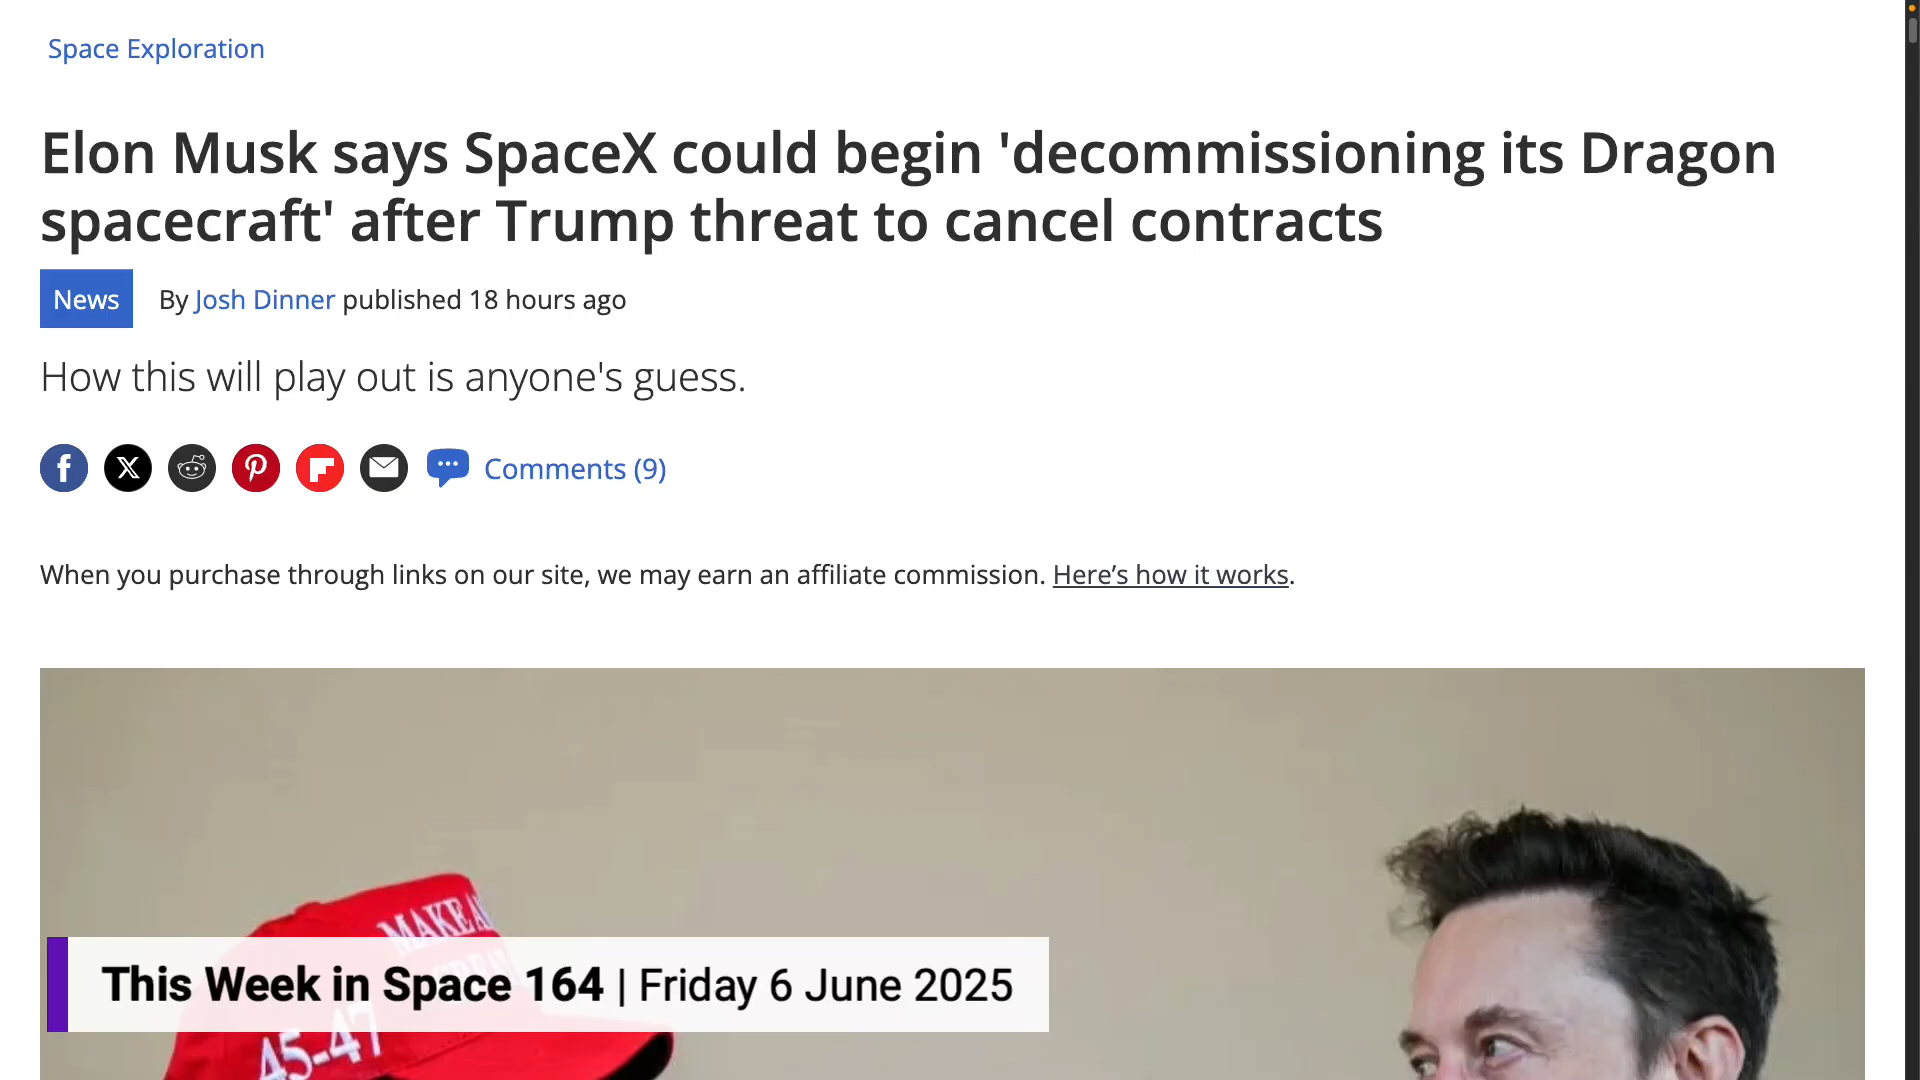 Space Exploration
Elon Musk says SpaceX could begin 'decommissioning its Dragon
spacecraft' after Trump threat to cancel contracts
News By Josh Dinner published 18 hours ago
How this will play out is anyone's guess.
Comments (9)
When you purchase through links on our site, we may earn an affiliate commission. Here’s how it works.
MAKE A
This Week in Space 164 | Friday 6 June 2025
45-47